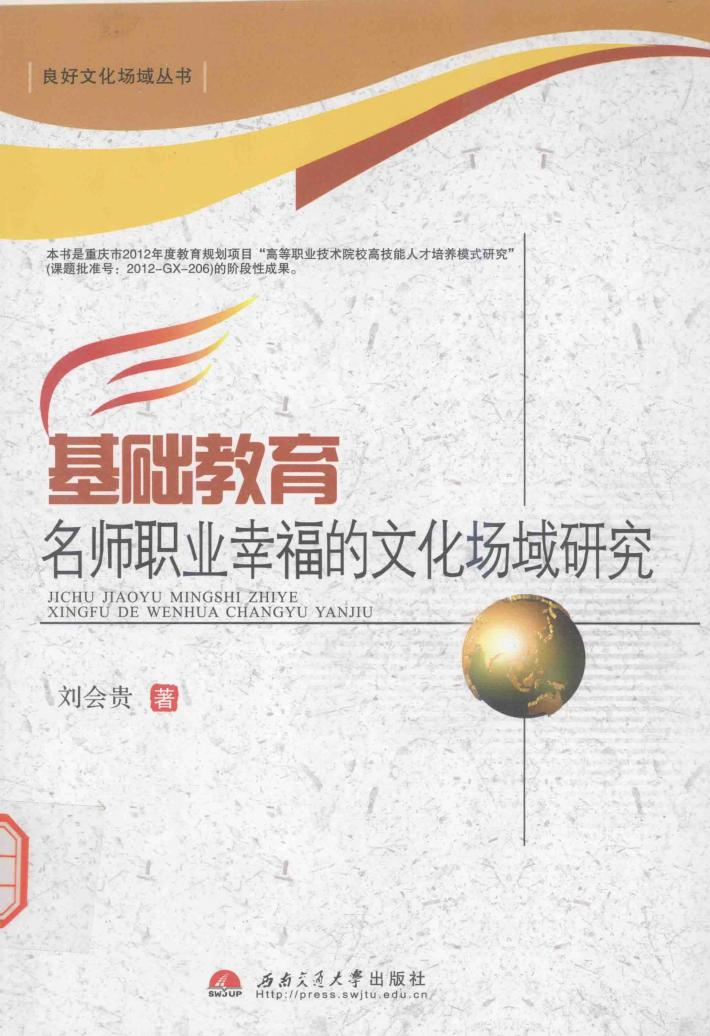 良好文化场域丛书
本书是重庆市2012年度教育规划项目“高等职业技术院校高技能人才培养模式研究”
(课题批准号：2012-GX-206)的阶段性成果。
基础教育
名师职业幸福的文化场域研究
JICHU JIAOYU MINGSHI ZHIYE
XINGFU DE WENHUA CHANGYU YANJIU
刘会贵 著
SWJUP
西南交通大学出版社
Http://press.swjtu.edu.cn